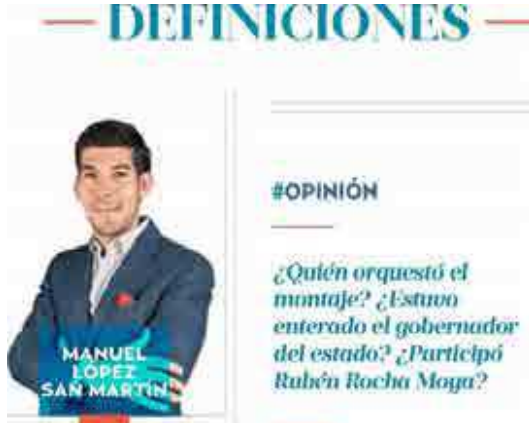 DEFINICIONES
MANUEL
LÓPEZ
SAN MARTÍN
#OPINIÓN
¿Quién orquestó el
montaje? ¿Estuvo
enterado el gobernador
del estado? ¿Participó
Rubén Rocha Moya?